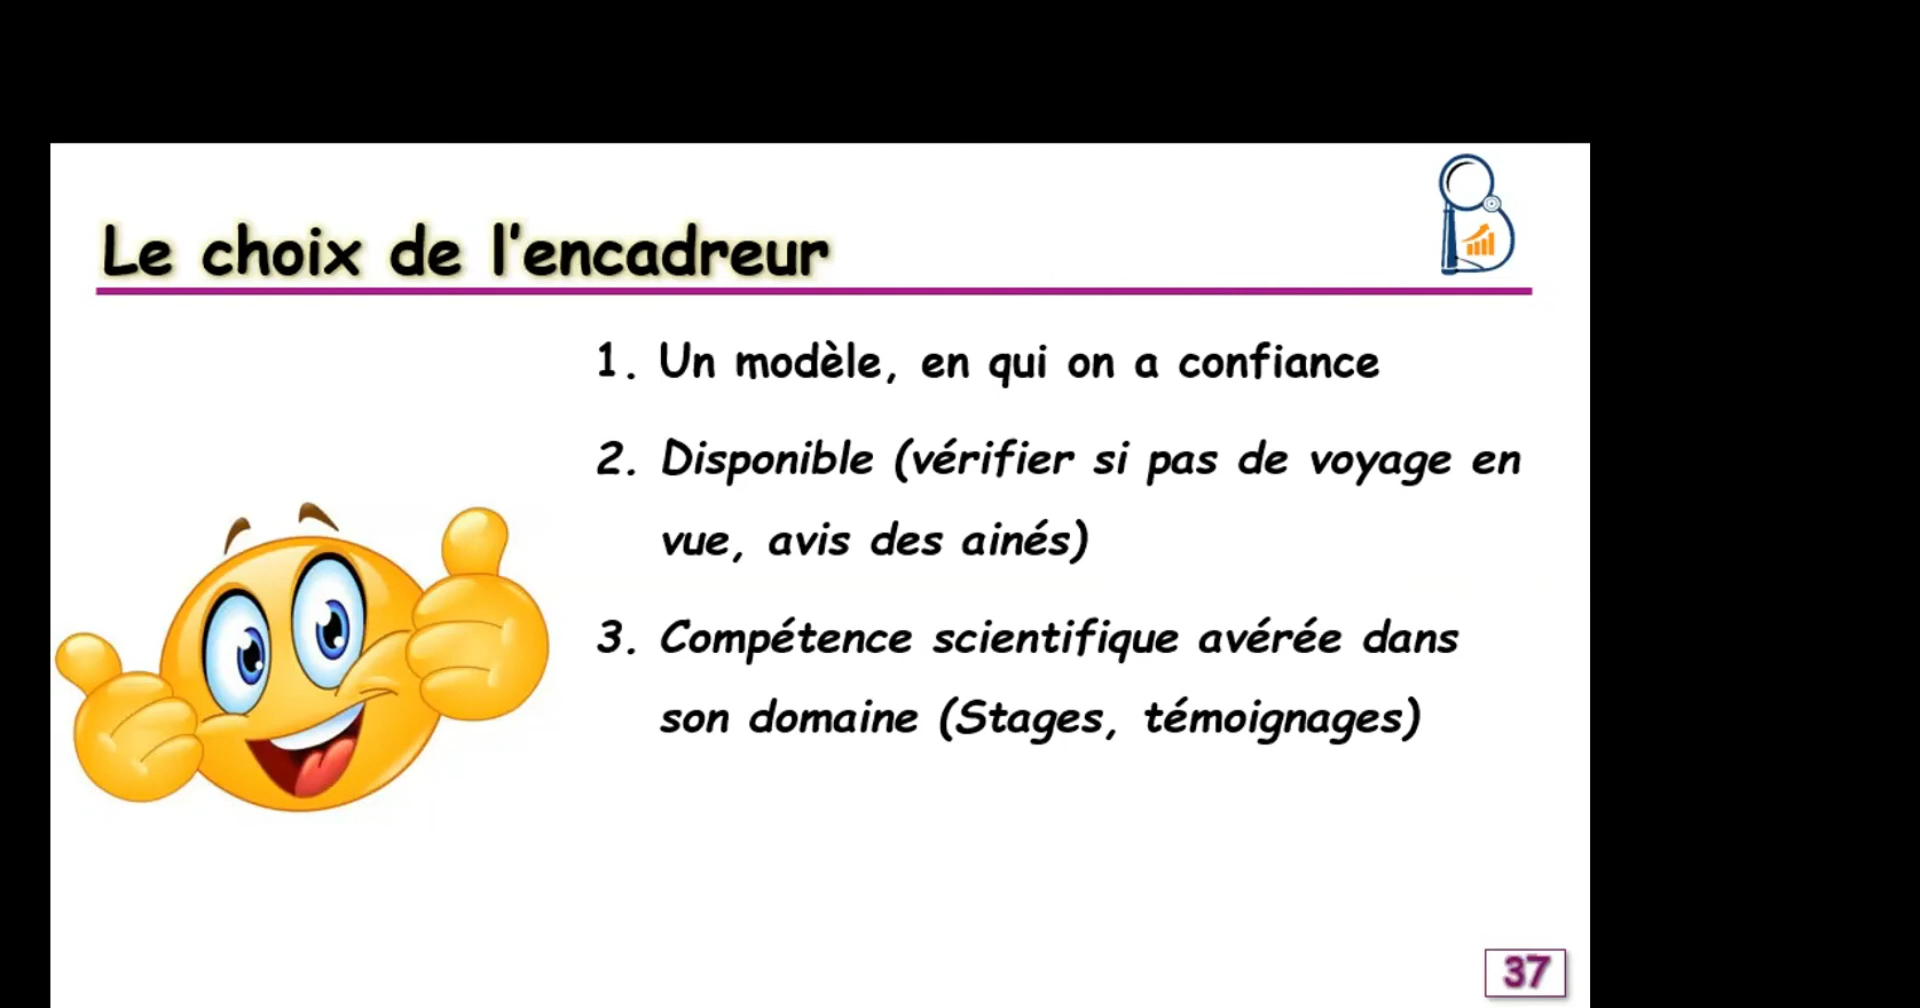 Le choix de l'encadreur
1. Un modèle, en qui on a confiance
2. Disponible (vérifier si pas de voyage en
vue, avis des ainés)
3. Compétence scientifique avérée dans
son domaine (Stages, témoignages)
37